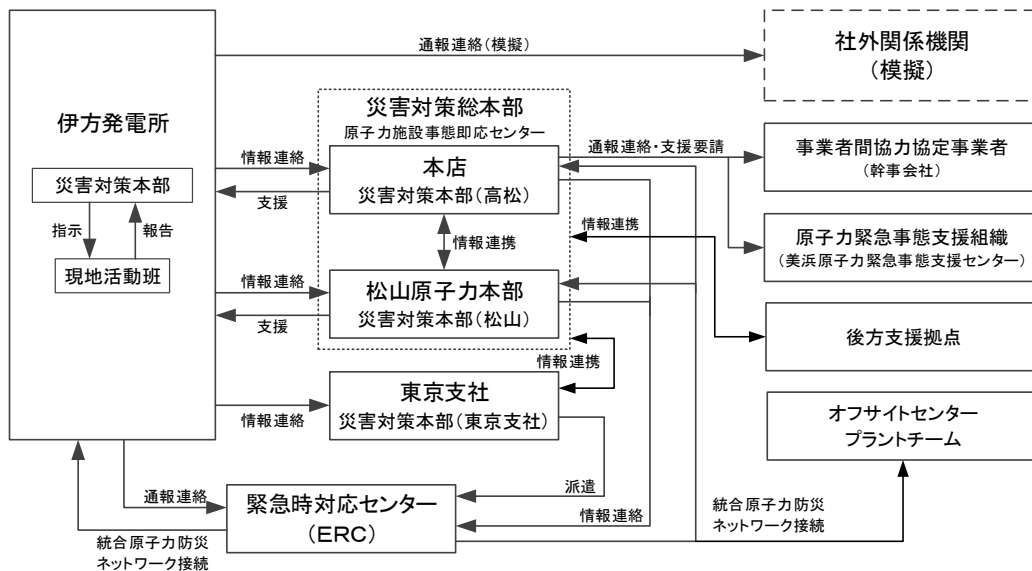 通報連絡(模擬)
社外関係機関
(模擬)
伊方発電所
災害対策本部
指示
報告
現地活動班
災害対策総本部
原子力施設事態即応センター
情報連絡
支援
本店
災害対策本部(高松)
通報連絡・支援要請
事業者間協力協定事業者
(幹事会社)
情報連携
情報連携
原子力緊急事態支援組織
(美浜原子力緊急事態支援センター)
情報連絡
支援
松山原子力本部
災害対策本部(松山)
後方支援拠点
情報連携
情報連絡
東京支社
災害対策本部(東京支社)
オフサイトセンター
プラントチーム
通報連絡
緊急時対応センター
(ERC)
派遣
情報連絡
統合原子力防災
ネットワーク接続
統合原子力防災
ネットワーク接続